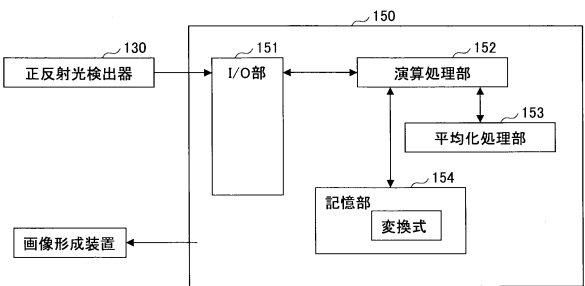 150
130
正反射光検出器
151
I/O部
152
演算処理部
153
平均化処理部
154
記憶部
変換式
画像形成装置